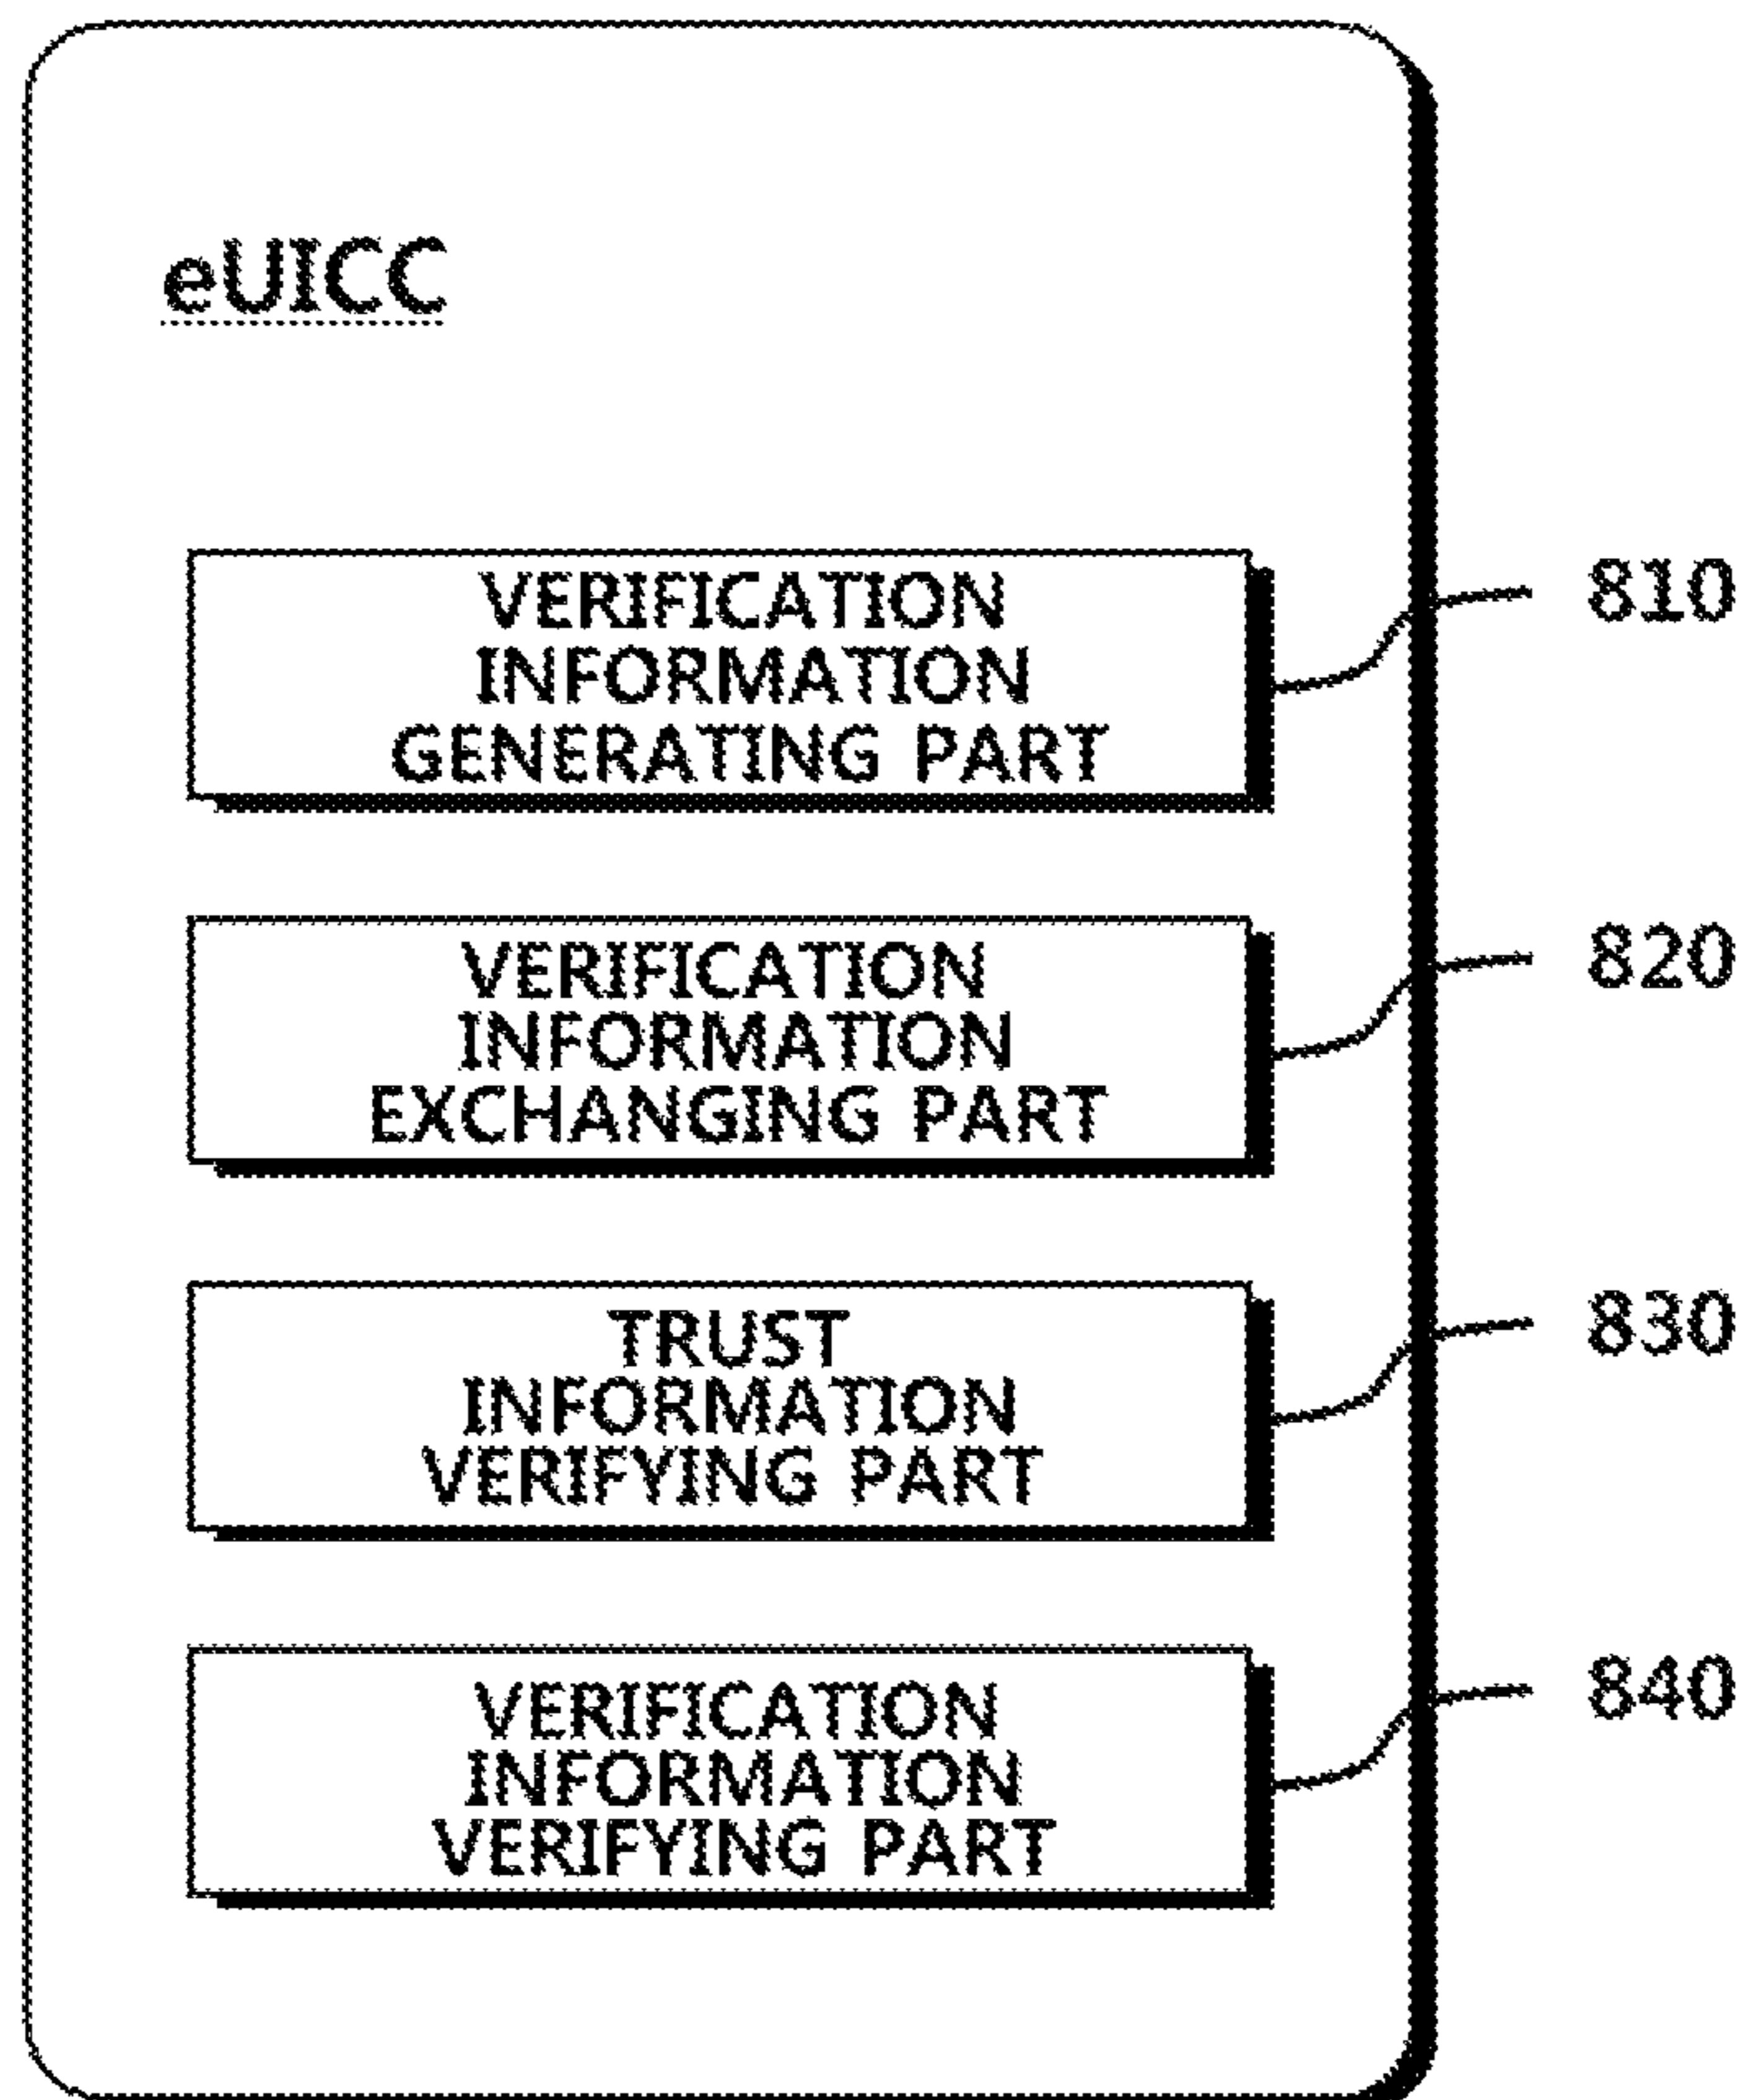 eUICC
VERIFICATION
INFORMATION
GENERATING PART
810
VERIFICATION
INFORMATION
EXCHANGING PART
820
TRUST
INFORMATION
VERIFYING PART
830
VERIFICATION
INFORMATION
VERIFYING PART
840